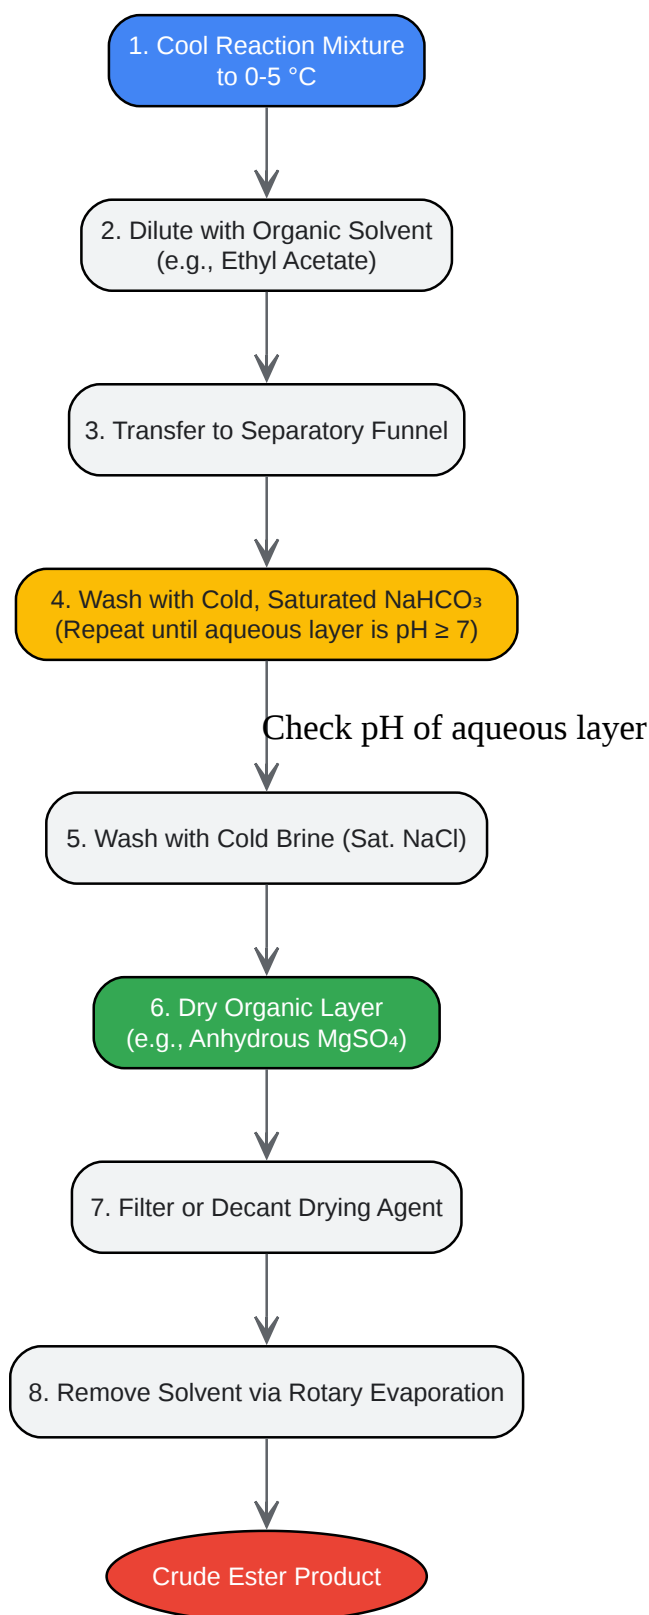 1. Cool Reaction Mixture
to 0-5 °C
2. Dilute with Organic Solvent
(e.g., Ethyl Acetate)
3. Transfer to Separatory Funnel
4. Wash with Cold, Saturated NaHCO₃
(Repeat until aqueous layer is pH ≥ 7)
Check pH of aqueous layer
5. Wash with Cold Brine (Sat. NaCl)
6. Dry Organic Layer
(e.g., Anhydrous MgSO₄)
7. Filter or Decant Drying Agent
8. Remove Solvent via Rotary Evaporation
Crude Ester Product